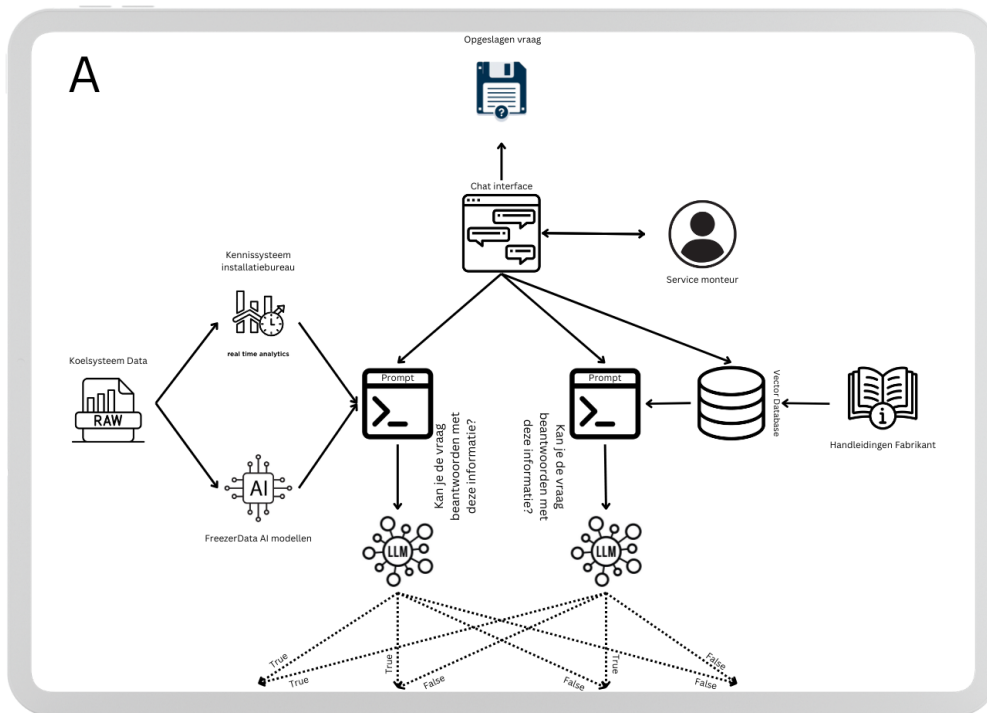 A
Opgeslagen vraag
?
Chat interface
Service monteur
Kennissysteem
installatiebureau
real time analytics
Koelsysteem Data
RAW
AI
FreezerData AI modellen
Prompt
Kan je de vraag
beantwoorden met
deze informatie?
Prompt
Kan je de vraag
beantwoorden met
deze informatie?
Vector Database
i
Handleidingen Fabrikant
LLM
LLM
True
True
True
False
False
True
False
False